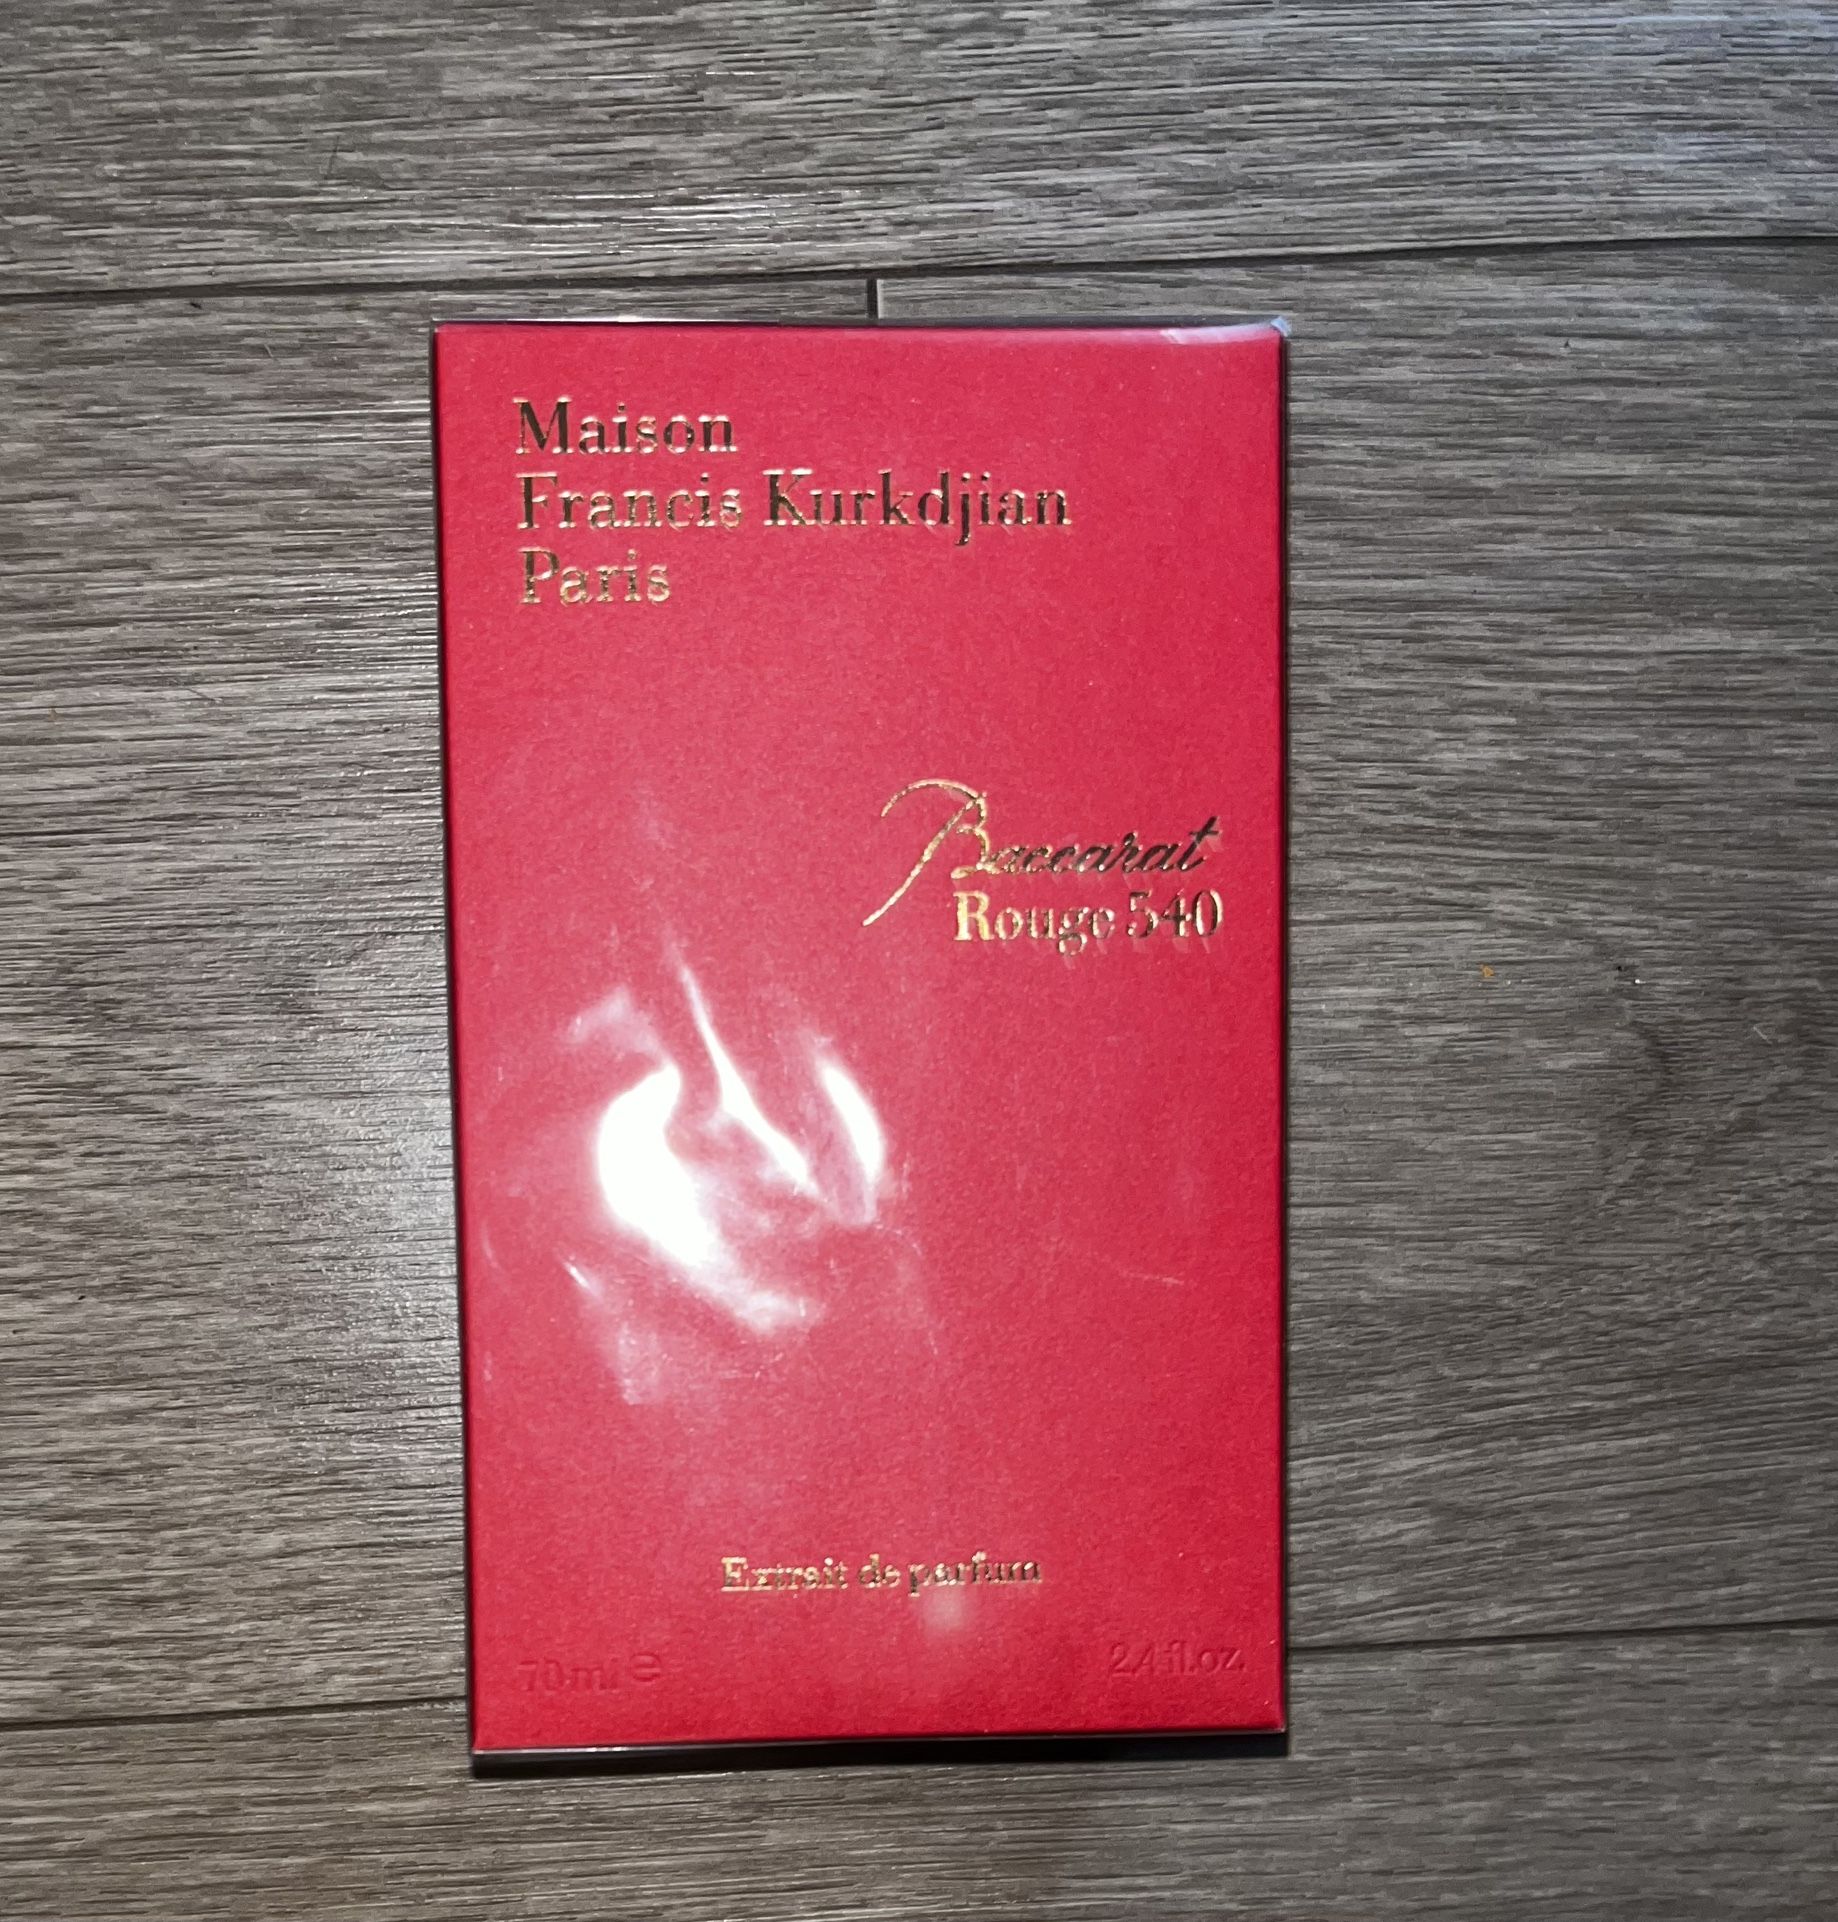 Maison
Francis Kurkdjian
Paris
Baccarat
Rouge 540
Extrait de parfum
70 ml ℮ 2.4 fl.oz.